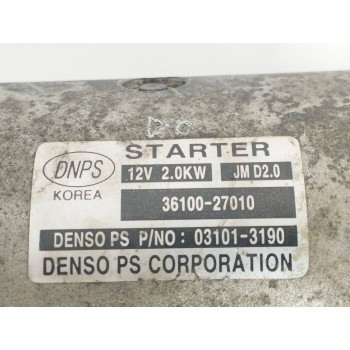 STARTER
DNPS
12V 2.0KW JM D2.0
KOREA
36100-27010
DENSO PS P/NO: 03101-3190
DENSO PS CORPORATION